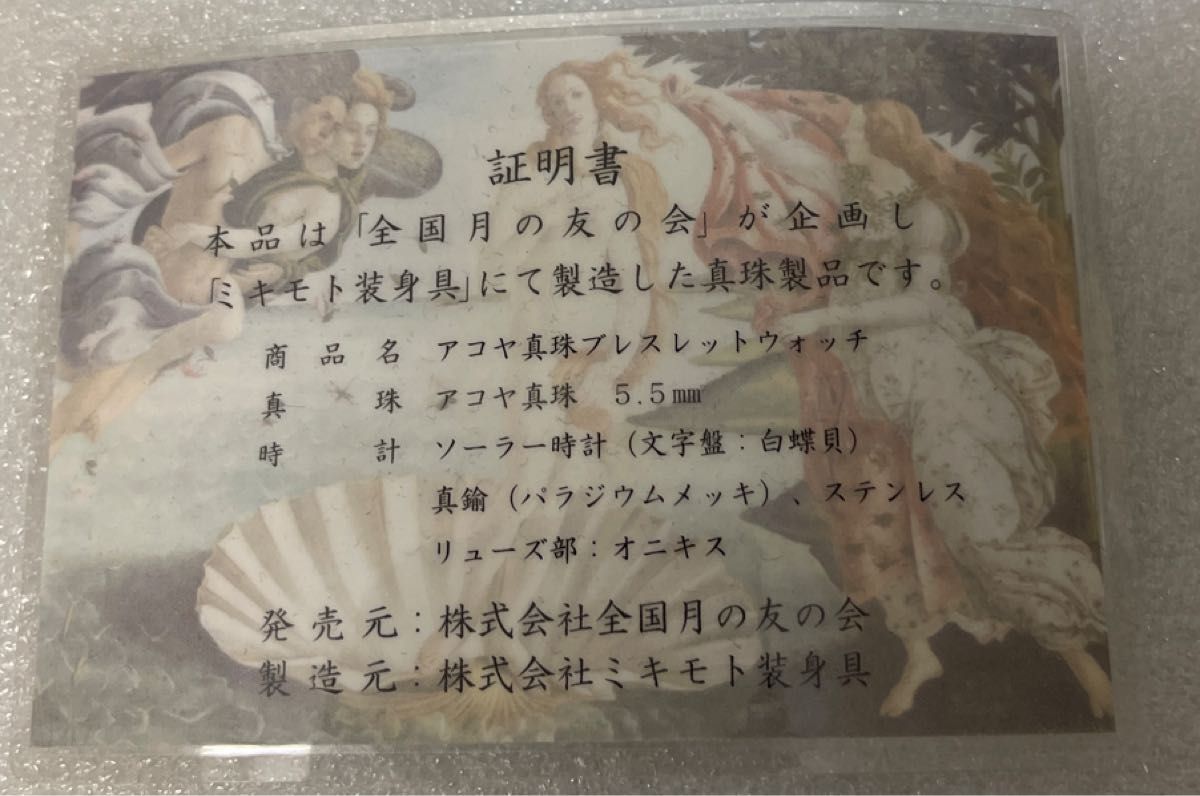 証明書
本品は「全国月の友の会」が企画し
「ミキモト装身具」にて製造した真珠製品です。
商品名 アコヤ真珠ブレスレットウォッチ
真珠 アコヤ真珠 5.5㎜
時計 ソーラー時計（文字盤：白蝶貝）
真鍮（パラジウムメッキ）、ステンレス
リューズ部：オニキス
発売元：株式会社全国月の友の会
製造元：株式会社ミキモト装身具